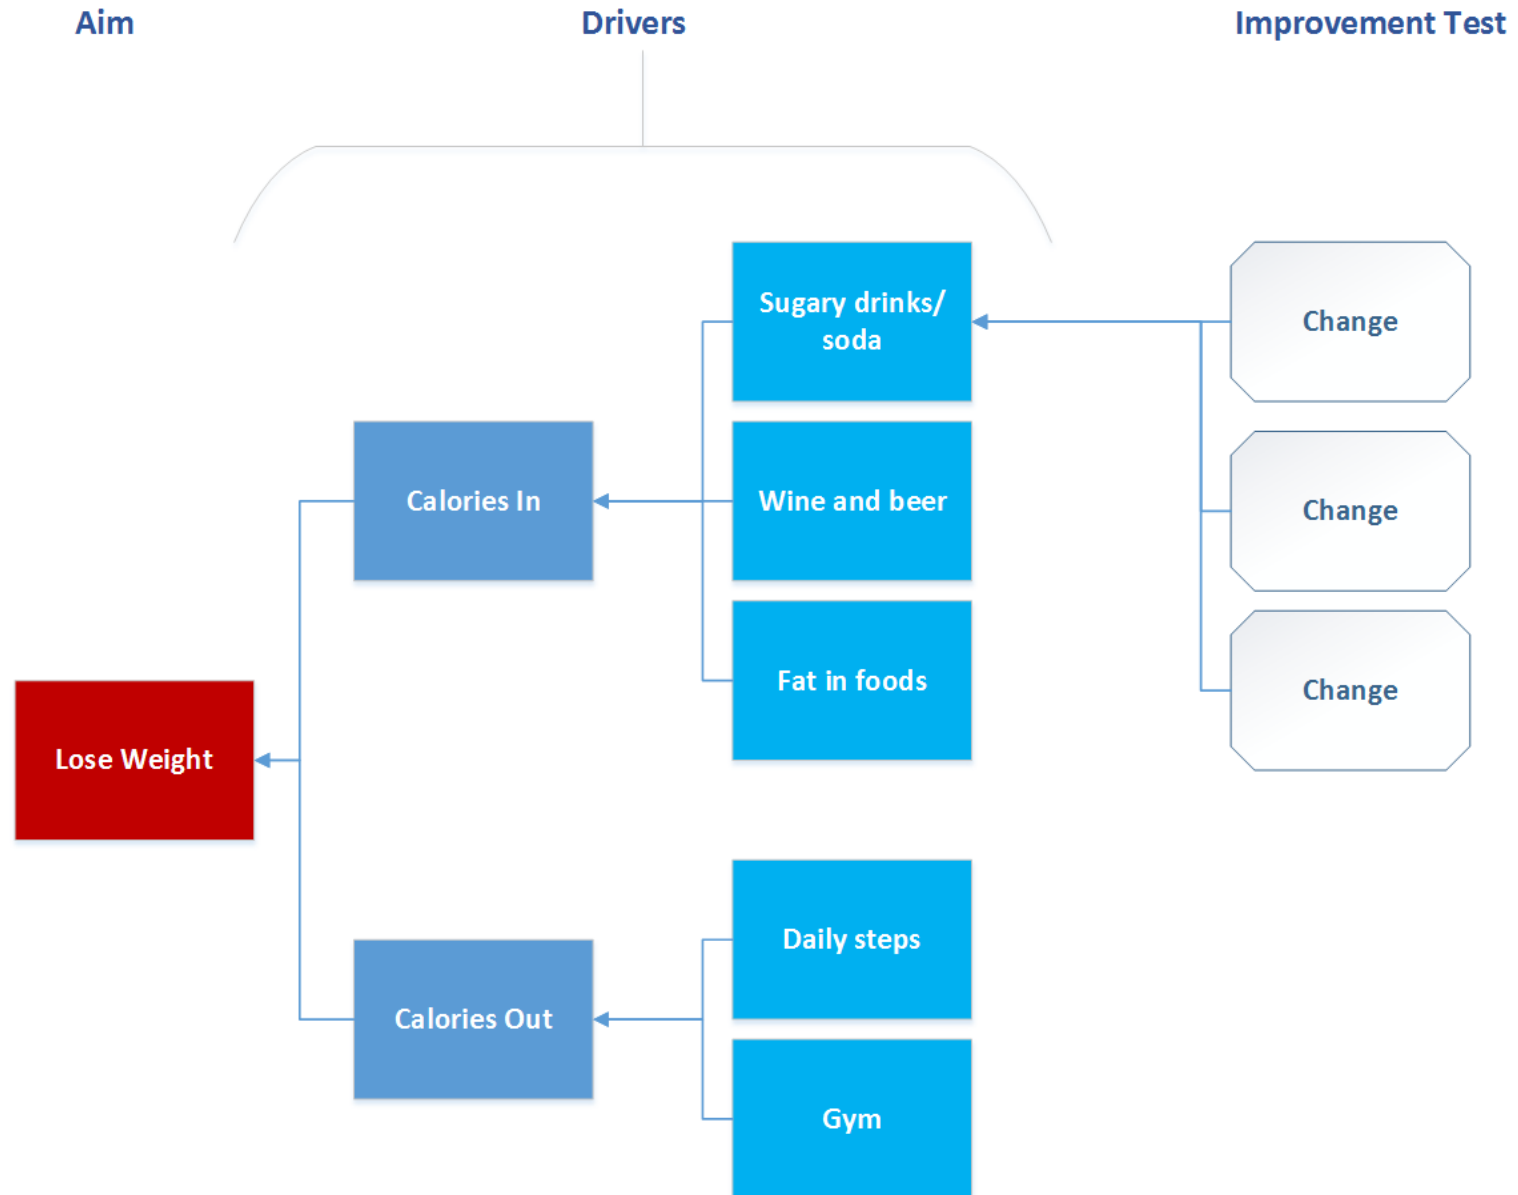 Aim
Drivers
Improvement Test
Sugary drinks/
soda
Change
Calories In
Wine and beer
Change
Fat in foods
Change
Lose Weight
Daily steps
Calories Out
Gym